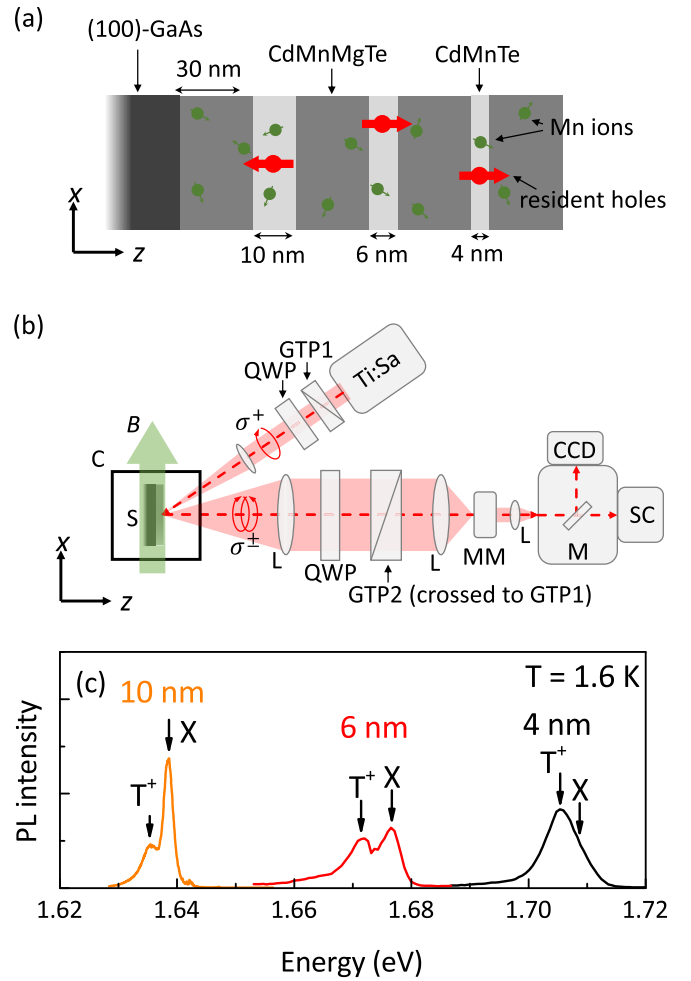 (a)
(100)-GaAs
30 nm
CdMnMgTe
CdMnTe
Mn ions
resident holes
x
z
10 nm
6 nm
4 nm
(b)
GTP1
QWP
Ti:Sa
σ+
B
C
S
σ±
L
QWP
GTP2 (crossed to GTP1)
L
MM
L
CCD
SC
M
x
z
(c)
T = 1.6 K
10 nm
6 nm
4 nm
T+
X
T+
X
T+
X
PL intensity
1.62 1.64 1.66 1.68 1.70 1.72
Energy (eV)